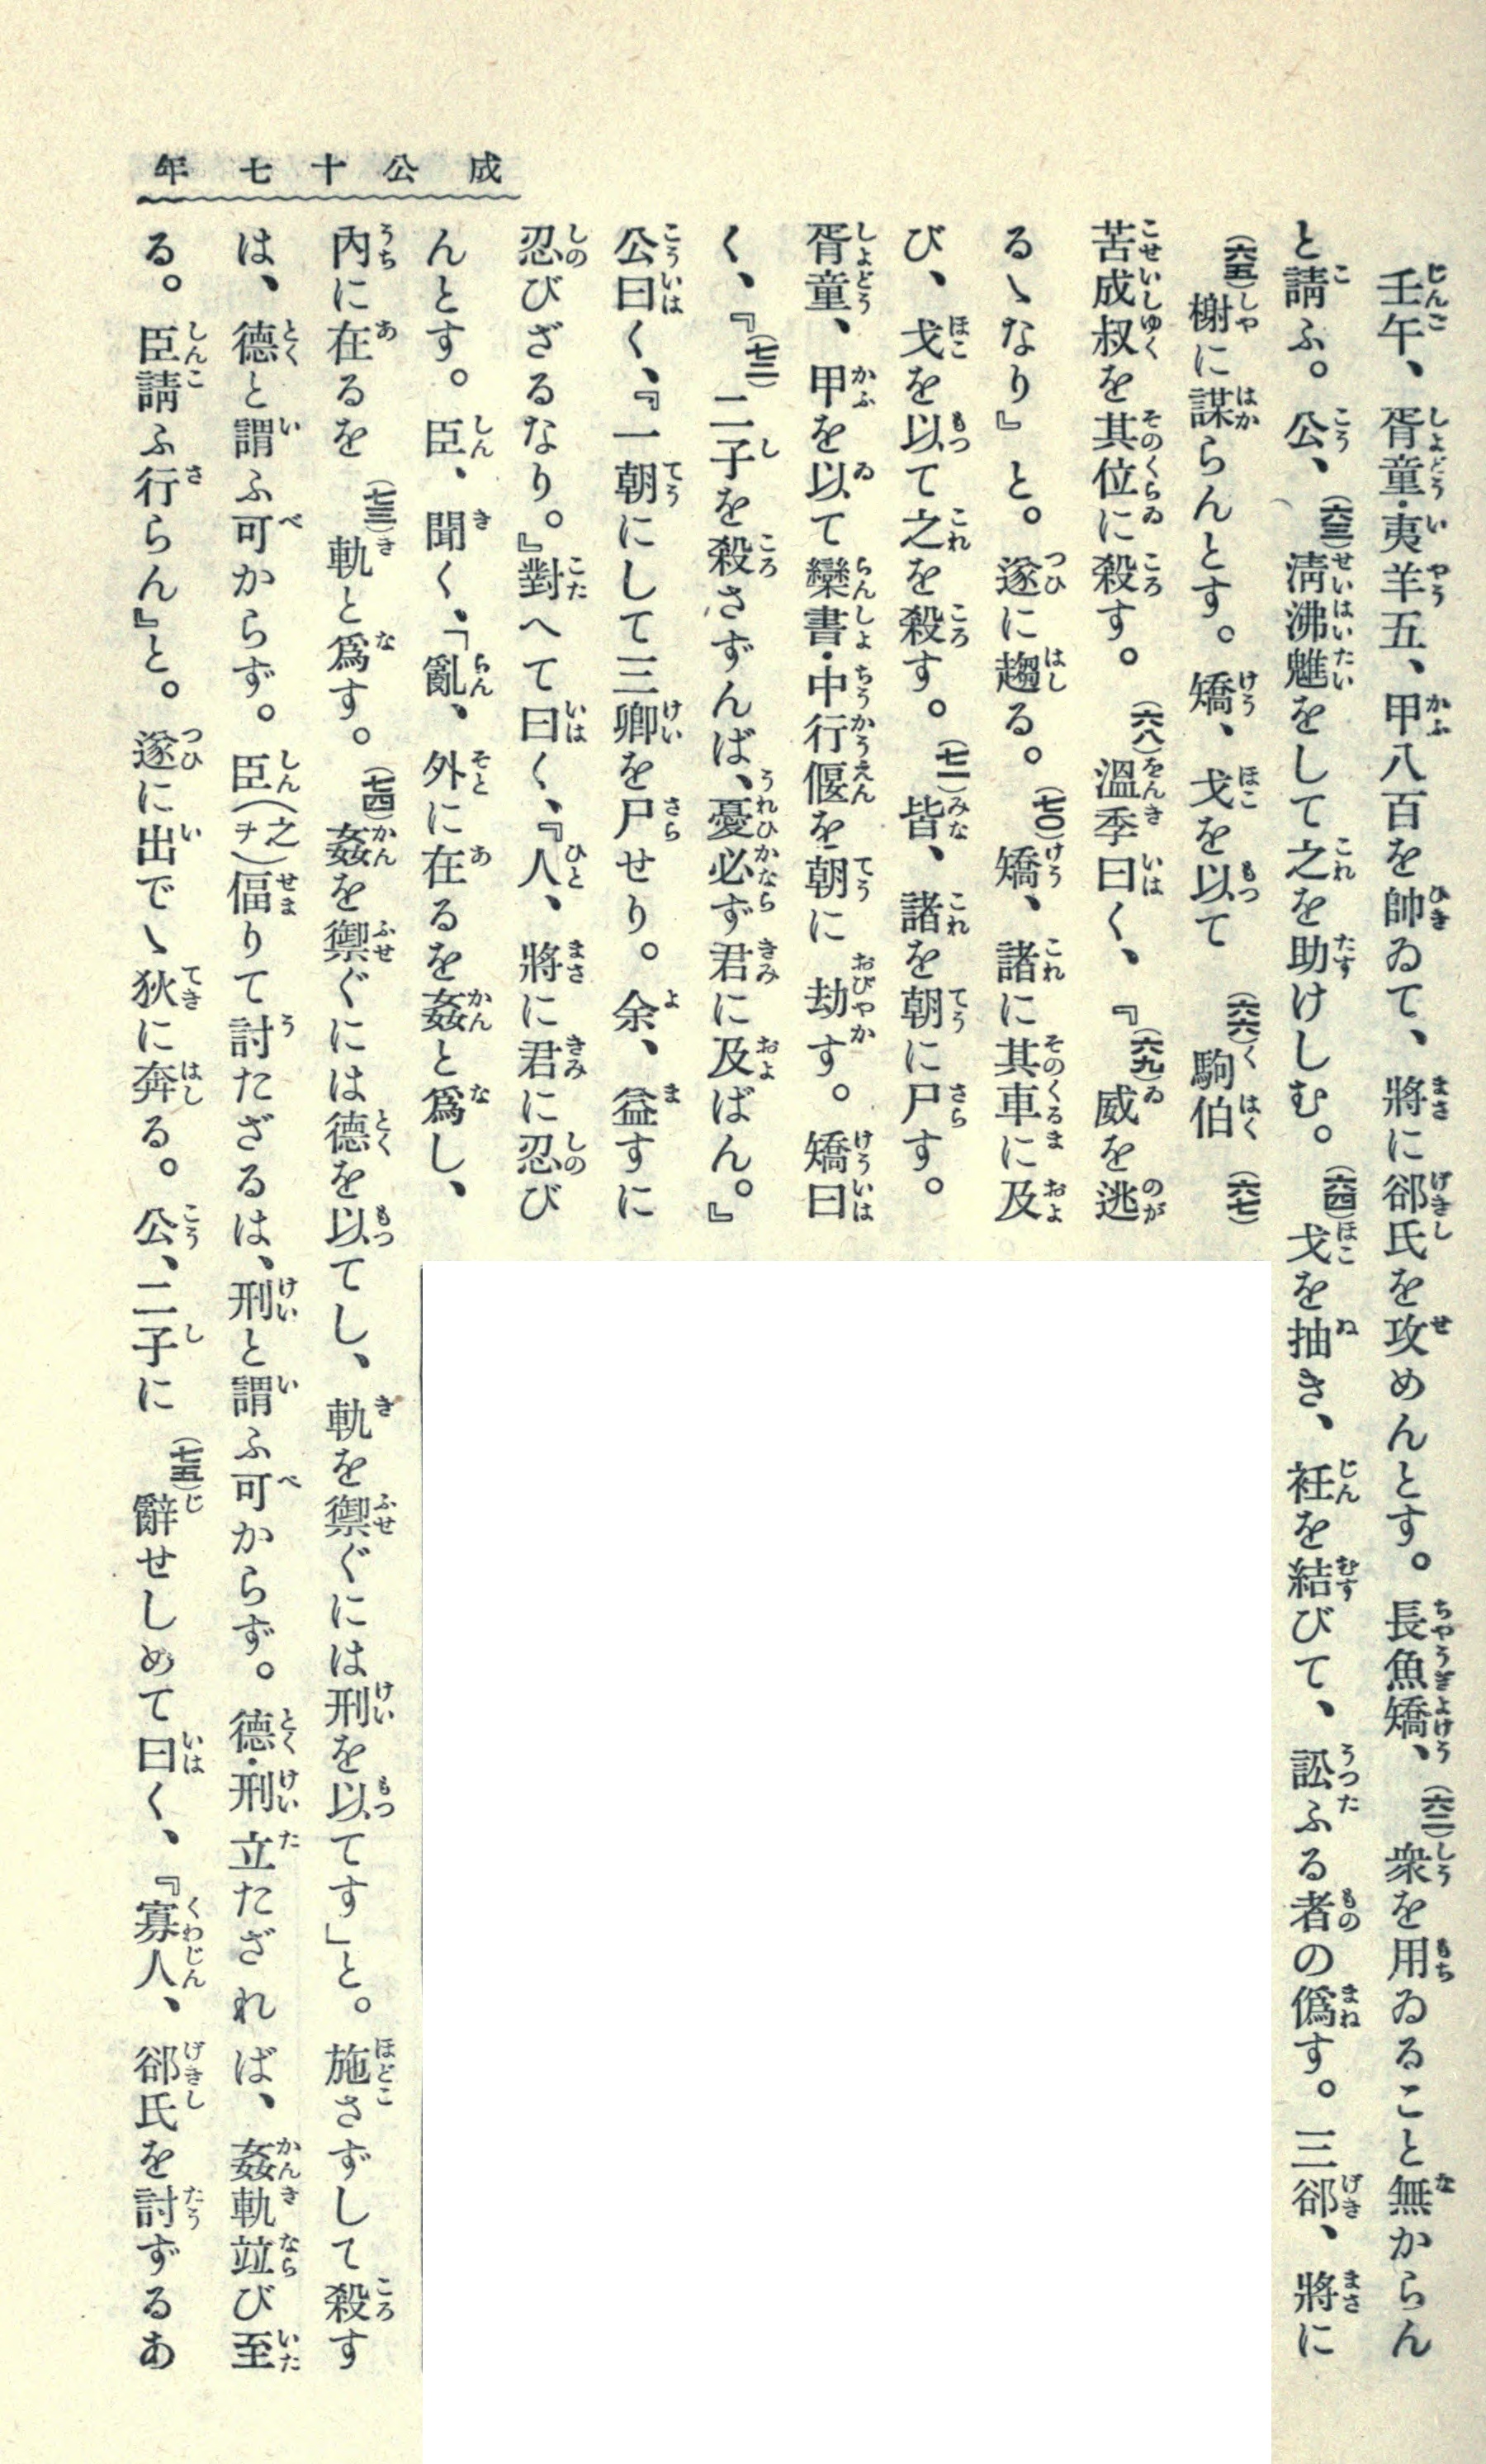 成公十七年
壬午、胥童・夷羊五、甲八百を帥ゐて、將に郤氏を攻めんとす。長魚矯、(六二)衆を用ゐること無からん
と請ふ。公、(六三)淸沸魋をして之を助けしむ。(六四)戈を抽き、衽を結びて、訟ふる者の僞す。三郤、將に
(六五)榭に謀らんとす。矯、戈を以て(六六)駒伯(六七)
苦成叔を其位に殺す。(六八)溫季曰く、『(六九)威を逃
るゝなり』と。遂に趨る。(七〇)矯、諸に其車に及
び、戈を以て之を殺す。(七一)皆、諸を朝に尸す。
胥童、甲を以て欒書・中行偃を朝に劫す。矯曰
く、『(七二)二子を殺さずんば、憂必ず君に及ばん。』
公曰く、『一朝にして三卿を尸せり。余、益すに
忍びざるなり。』對へて曰く、『人、將に君に忍び
んとす。臣、聞く、「亂、外に在るを姦と爲し、
內に在るを(七三)軌と爲す。(七四)姦を禦ぐには德を以てし、軌を禦ぐには刑を以てす」と。施さずして殺す
は、德と謂ふ可からず。臣(之ヲ)偪りて討たざるは、刑と謂ふ可からず。德・刑立たざれば、姦軌竝び至
る。臣請ふ行らん』と。遂に出でゝ狄に奔る。公、二子に(七五)辭せしめて曰く、『寡人、郤氏を討ずるあ